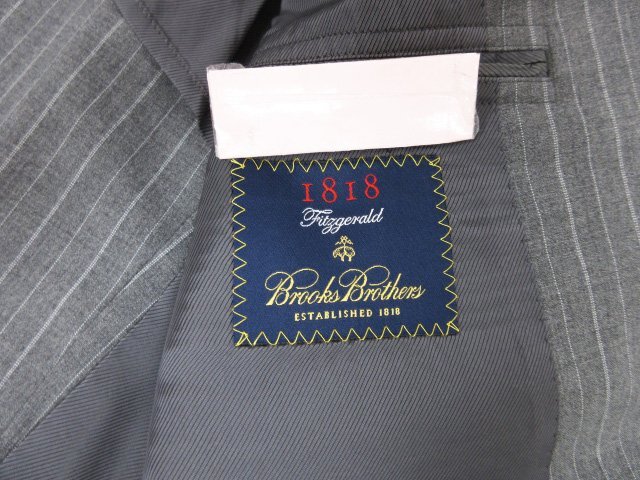 1818
Fitzgerald
Brooks Brothers
ESTABLISHED 1818